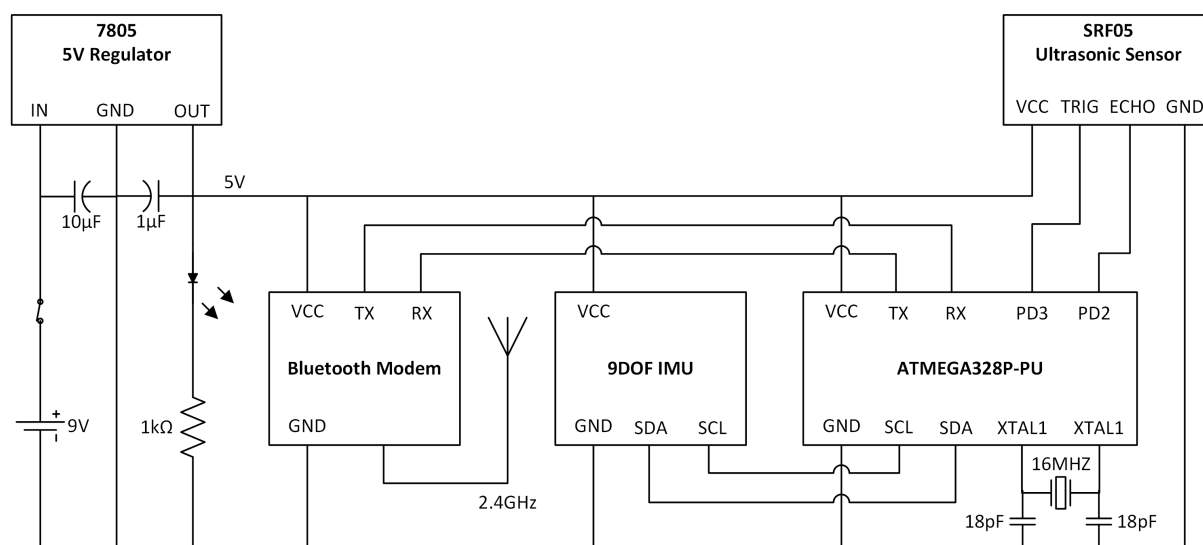 7805
5V Regulator
IN GND OUT
SRF05
Ultrasonic Sensor
VCC TRIG ECHO GND
5V
10µF 1µF
VCC TX RX
Bluetooth Modem
GND
VCC
9DOF IMU
GND SDA SCL
VCC TX RX PD3 PD2
ATMEGA328P-PU
GND SCL SDA XTAL1 XTAL1
+
9V
-
1kΩ
2.4GHz
16MHZ
18pF 18pF